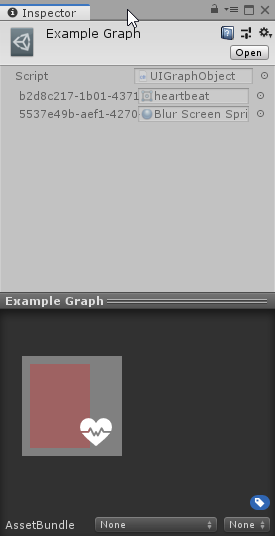 Inspector
Example Graph
Open
Script UIGraphObject
b2d8c217-1b01-4371 heartbeat
5537e49b-aef1-4270 Blur Screen Spri
Example Graph
AssetBundle None None